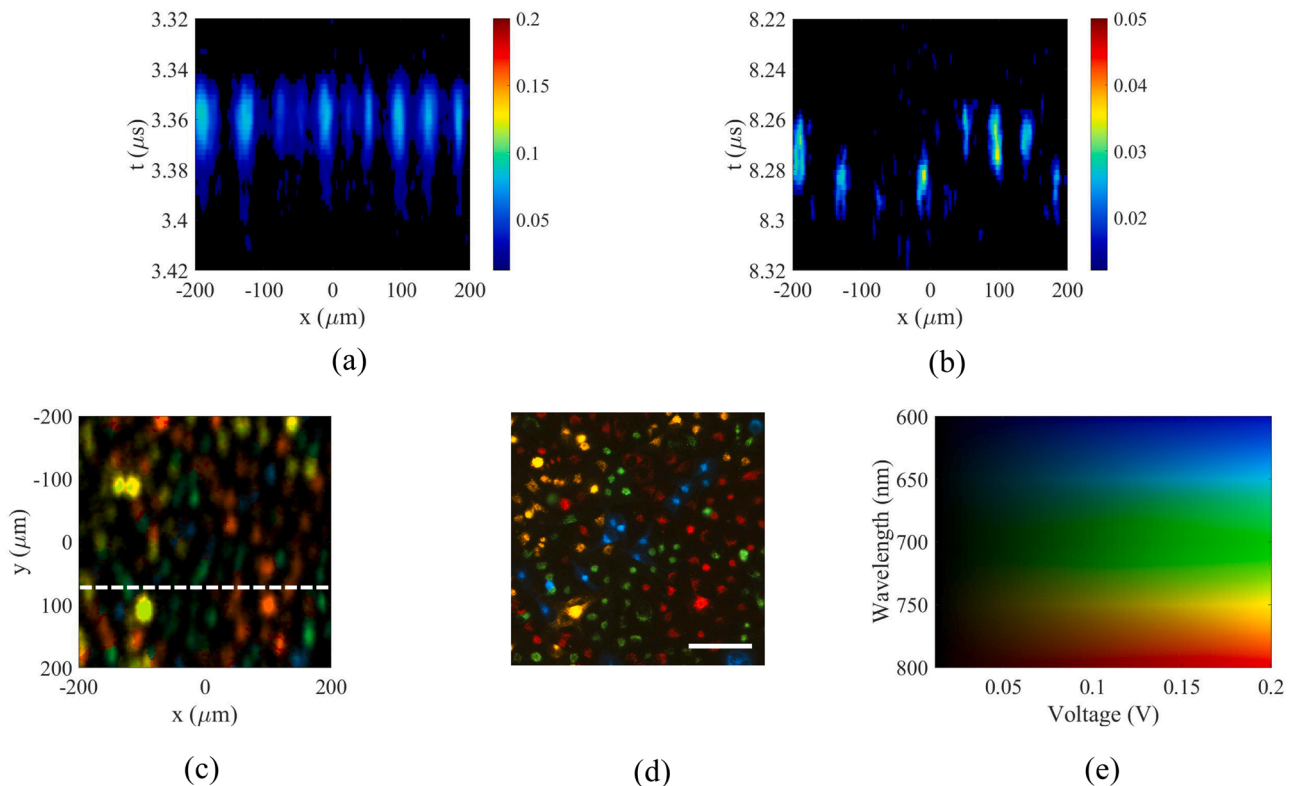 3.32
3.34
3.36
3.38
3.4
3.42
t (μs)
-200 -100 0 100 200
x (μm)
0.2
0.15
0.1
0.05
(a)
8.22
8.24
8.26
8.28
8.3
8.32
t (μs)
-200 -100 0 100 200
x (μm)
0.05
0.04
0.03
0.02
(b)
-200
-100
0
100
200
y (μm)
-200 0 200
x (μm)
(c)
(d)
600
650
700
750
800
Wavelength (nm)
0.05 0.1 0.15 0.2
Voltage (V)
(e)